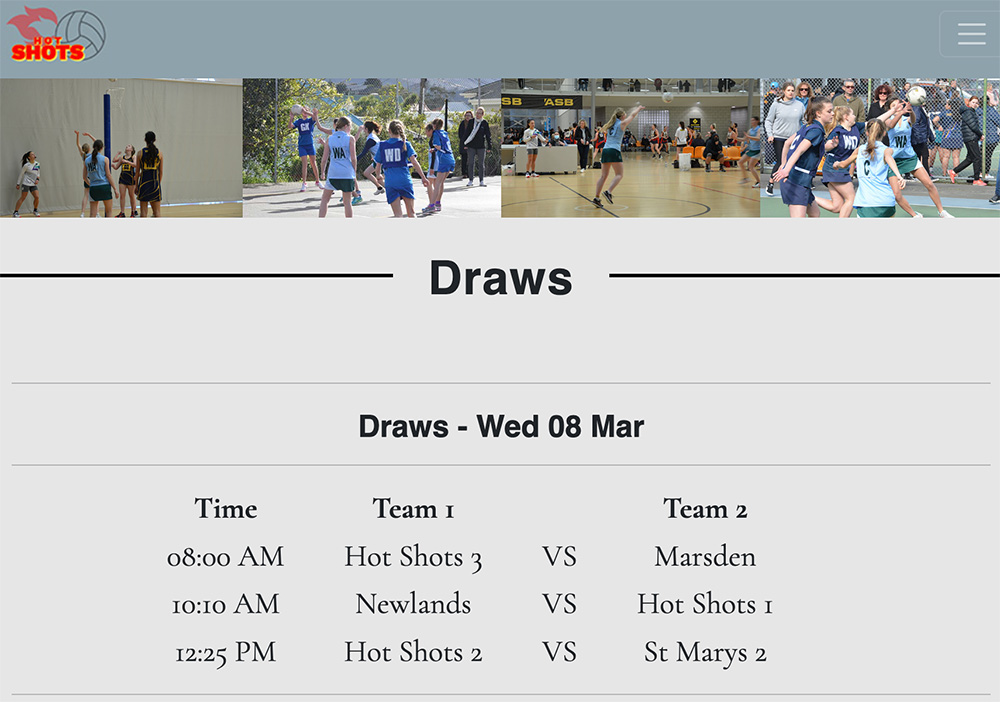 HOT
SHOTS
GK
WA
WD
ASB
WD
WA
C
Draws
Draws - Wed 08 Mar
Time Team 1 Team 2
08:00 AM Hot Shots 3 VS Marsden
10:10 AM Newlands VS Hot Shots 1
12:25 PM Hot Shots 2 VS St Marys 2